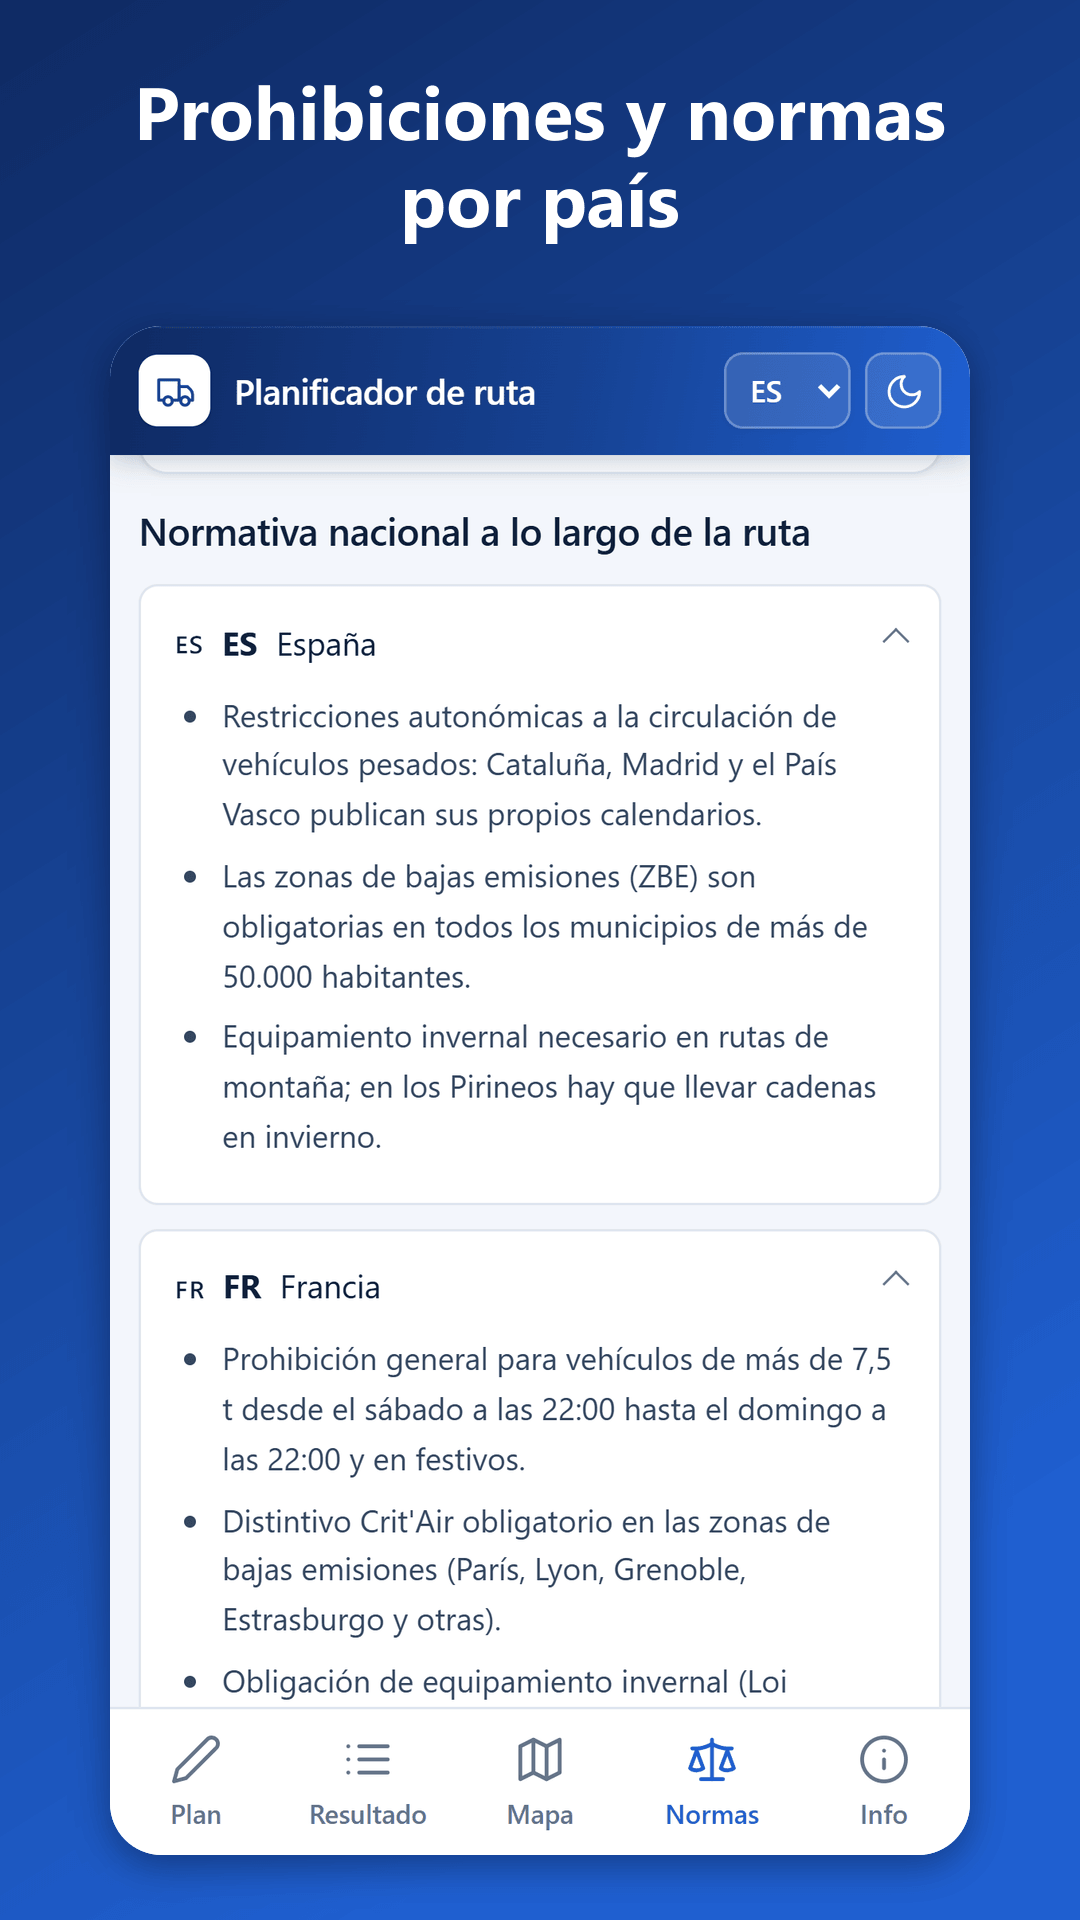 Prohibiciones y normas
por país
Planificador de ruta
ES
Normativa nacional a lo largo de la ruta
ES ES España
Restricciones autonómicas a la circulación de
vehículos pesados: Cataluña, Madrid y el País
Vasco publican sus propios calendarios.
Las zonas de bajas emisiones (ZBE) son
obligatorias en todos los municipios de más de
50.000 habitantes.
Equipamiento invernal necesario en rutas de
montaña; en los Pirineos hay que llevar cadenas
en invierno.
FR FR Francia
Prohibición general para vehículos de más de 7,5
t desde el sábado a las 22:00 hasta el domingo a
las 22:00 y en festivos.
Distintivo Crit'Air obligatorio en las zonas de
bajas emisiones (París, Lyon, Grenoble,
Estrasburgo y otras).
Obligación de equipamiento invernal (Loi
Plan
Resultado
Mapa
Normas
Info